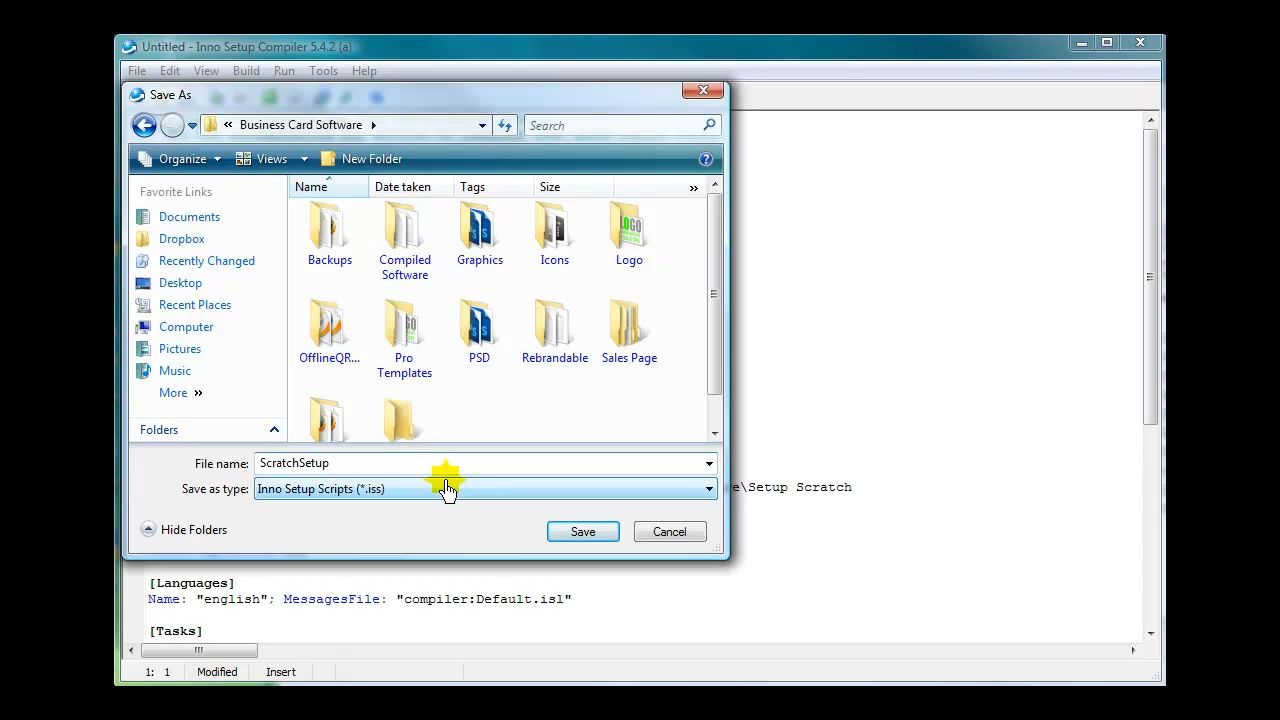 Untitled - Inno Setup Compiler 5.4.2 (a)
File Edit View Build Run Tools Help
Save As
« Business Card Software
Search
Organize Views New Folder
Favorite Links
Documents
Dropbox
Recently Changed
Desktop
Recent Places
Computer
Pictures
Music
More »
Folders
Name Date taken Tags Size »
Backups
Compiled Software
Graphics
Icons
Logo
OfflineQR...
Pro Templates
PSD
Rebrandable
Sales Page
File name: ScratchSetup
Save as type: Inno Setup Scripts (*.iss)
Hide Folders
Save
Cancel
e\Setup Scratch
[Languages]
Name: "english"; MessagesFile: "compiler:Default.isl"
[Tasks]
1: 1 Modified Insert